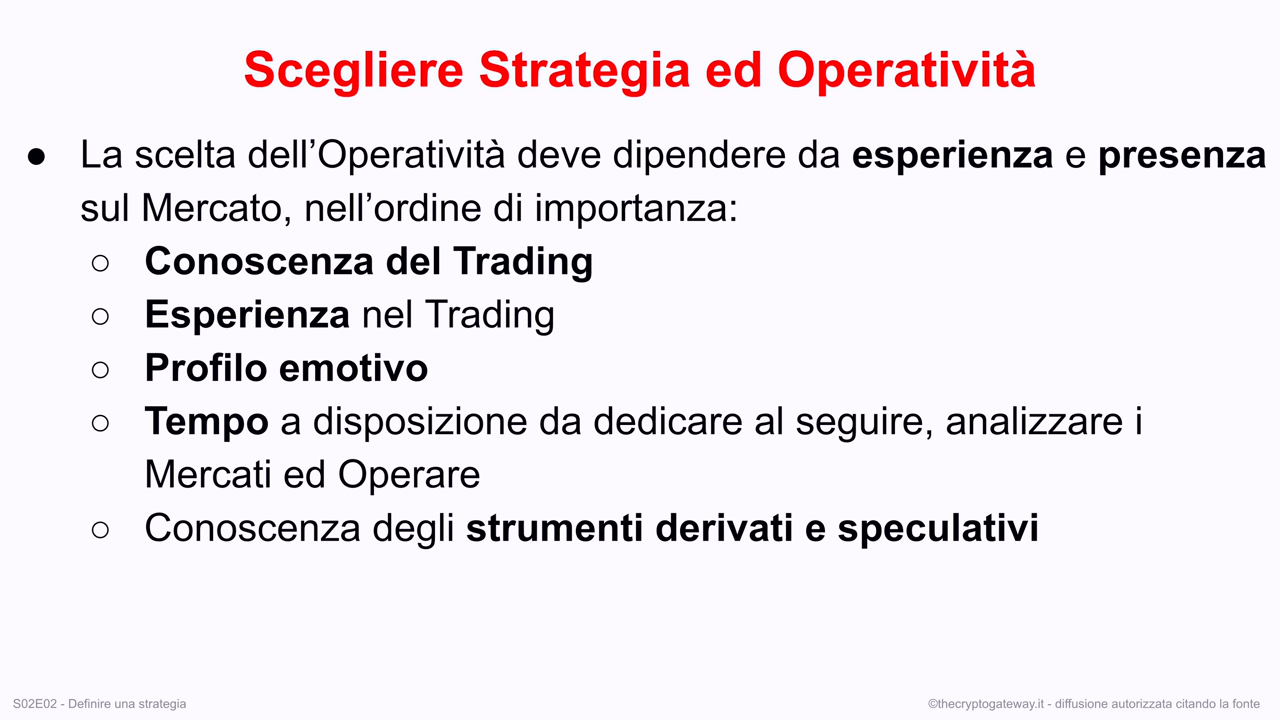 Scegliere Strategia ed Operatività
● La scelta dell’Operatività deve dipendere da esperienza e presenza
sul Mercato, nell’ordine di importanza:
○ Conoscenza del Trading
○ Esperienza nel Trading
○ Profilo emotivo
○ Tempo a disposizione da dedicare al seguire, analizzare i
Mercati ed Operare
○ Conoscenza degli strumenti derivati e speculativi
S02E02 - Definire una strategia
©thecryptogateway.it - diffusione autorizzata citando la fonte